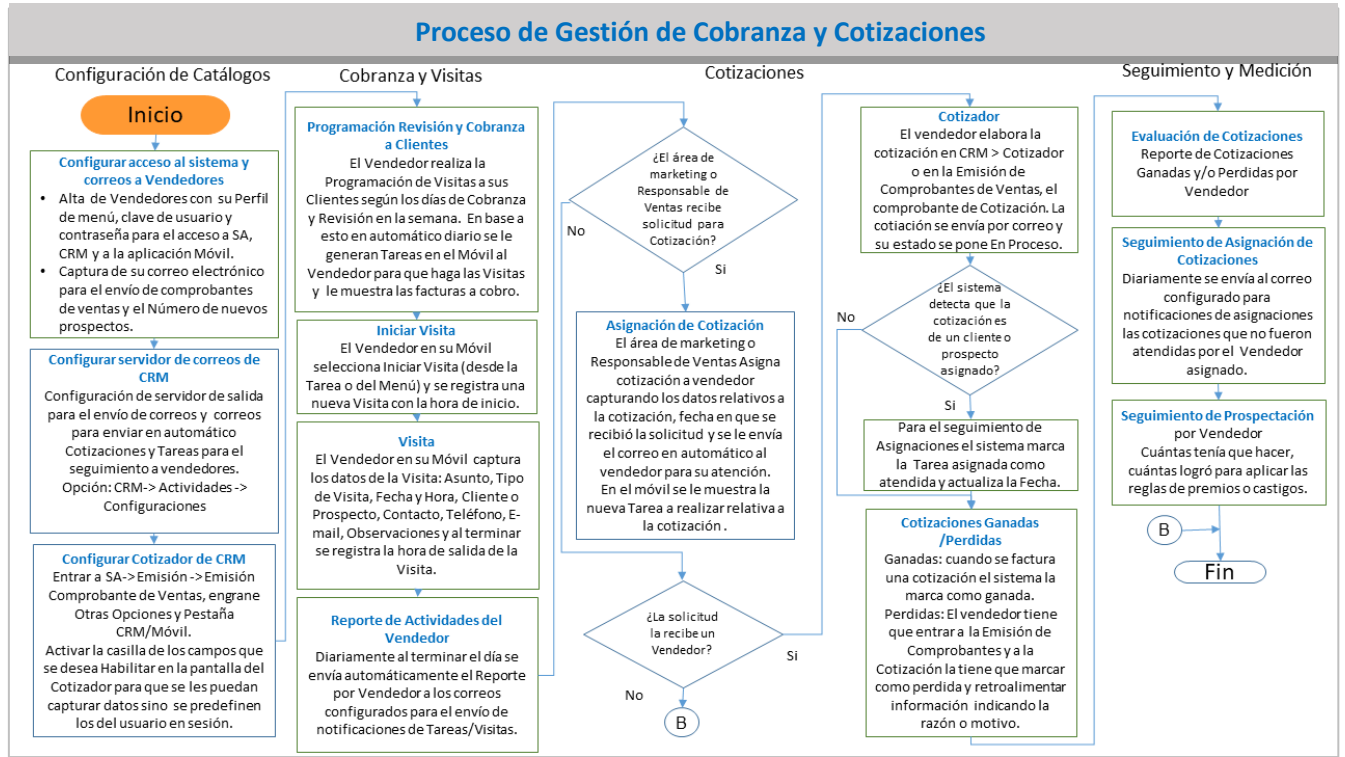 Proceso de Gestión de Cobranza y Cotizaciones
Configuración de Catálogos
Inicio
Configurar acceso al sistema y
correos a Vendedores
• Alta de Vendedores con su Perfil
de menú, clave de usuario y
contraseña para el acceso a SA,
CRM y a la aplicación Móvil.
• Captura de su correo electrónico
para el envío de comprobantes
de ventas y el Número de nuevos
prospectos.
Configurar servidor de correos de
CRM
Configuración de servidor de salida
para el envío de correos y correos
para enviar en automático
Cotizaciones y Tareas para el
seguimiento a vendedores.
Opción: CRM-> Actividades ->
Configuraciones
Configurar Cotizador de CRM
Entrar a SA-> Emisión ->Emisión
Comprobante de Ventas, engrane
Otras Opciones y Pestaña
CRM/Móvil.
Activar la casilla de los campos que
se desea Habilitar en la pantalla del
Cotizador para que se les puedan
capturar datos sino se predefinen
los del usuario en sesión.
Cobranza y Visitas
Programación Revisión y Cobranza
a Clientes
El Vendedor realiza la
Programación de Visitas a sus
Clientes según los días de Cobranza
y Revisión en la semana. En base a
esto en automático diario se le
generan Tareas en el Móvil al
Vendedor para que haga las Visitas
y le muestra las facturas a cobro.
Iniciar Visita
El Vendedor en su Móvil
selecciona Iniciar Visita (desde la
Tarea o del Menú) y se registra una
nueva Visita con la hora de inicio.
Visita
El Vendedor en su Móvil captura
los datos de la Visita: Asunto, Tipo
de Visita, Fecha y Hora, Cliente o
Prospecto, Contacto, Teléfono, E-
mail, Observaciones y al terminar
se registra la hora de salida de la
Visita.
Reporte de Actividades del
Vendedor
Diariamente al terminar el día se
envía automáticamente el Reporte
por Vendedor a los correos
configurados para el envío de
notificaciones de Tareas/Visitas.
Cotizaciones
¿El área de
marketing o
Responsable de
Ventas recibe
solicitud para
Cotización?
No
Si
Asignación de Cotización
El área de marketing o
Responsable de Ventas Asigna
cotización a vendedor
capturando los datos relativos a
la cotización, fecha en que se
recibió la solicitud y se le envía
el correo en automático al
vendedor para su atención.
En el móvil se le muestra la
nueva Tarea a realizar relativa a
la cotización .
¿La solicitud
la recibe un
Vendedor?
Si
No
B
Cotizador
El vendedor elabora la
cotización en CRM > Cotizador
o en la Emisión de
Comprobantes de Ventas, el
comprobante de Cotización. La
cotiación se envía por correo y
su estado se pone En Proceso.
¿El sistema
detecta que la
cotización es
de un cliente o
prospecto
asignado?
No
Si
Para el seguimiento de
Asignaciones el sistema marca
la Tarea asignada como
atendida y actualiza la Fecha.
Cotizaciones Ganadas
/Perdidas
Ganadas: cuando se factura
una cotización el sistema la
marca como ganada.
Perdidas: El vendedor tiene
que entrar a la Emisión de
Comprobantes y a la
Cotización la tiene que marcar
como perdida y retroalimentar
información indicando la
razón o motivo.
Seguimiento y Medición
Evaluación de Cotizaciones
Reporte de Cotizaciones
Ganadas y/o Perdidas por
Vendedor
Seguimiento de Asignación de
Cotizaciones
Diariamente se envía al correo
configurado para
notificaciones de asignaciones
las cotizaciones que no fueron
atendidas por el Vendedor
asignado.
Seguimiento de Prospectación
por Vendedor
Cuántas tenía que hacer,
cuántas logró para aplicar las
reglas de premios o castigos.
B
Fin